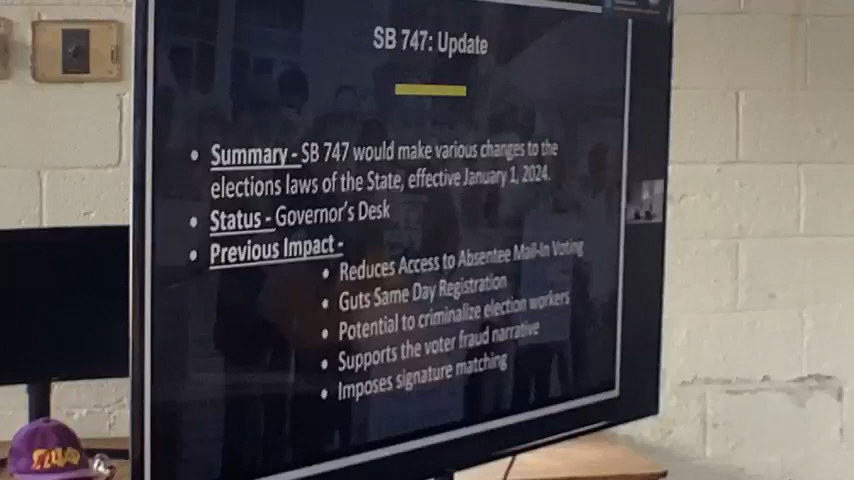 SB 747: Update
• Summary - SB 747 would make various changes to the
elections laws of the State, effective January 1, 2024.
• Status - Governor's Desk
• Previous Impact -
• Reduces Access to Absentee Mail-In Voting
• Guts Same Day Registration
• Potential to criminalize election workers
• Supports the voter fraud narrative
• Imposes signature matching